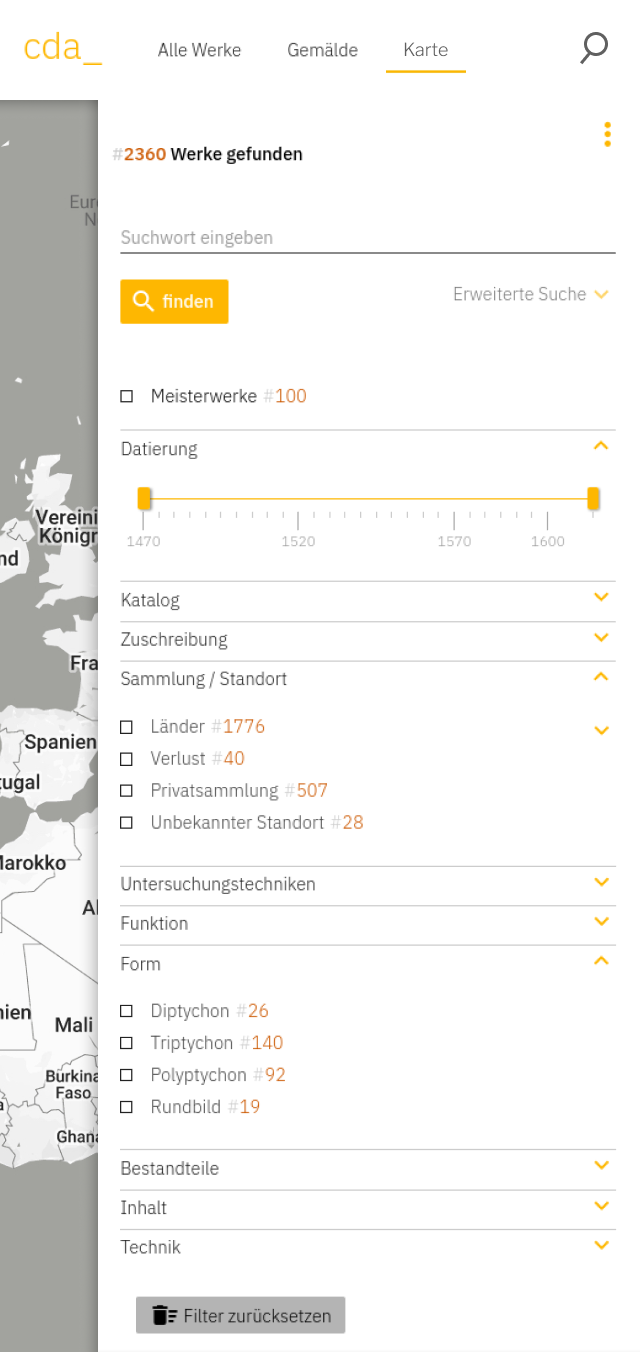 cda_
Alle Werke
Gemälde
Karte
#2360 Werke gefunden
Suchwort eingeben
finden
Erweiterte Suche
Meisterwerke #100
Datierung
1470
1520
1570
1600
Katalog
Zuschreibung
Sammlung / Standort
Länder #1776
Verlust #40
Privatsammlung #507
Unbekannter Standort #28
Untersuchungstechniken
Funktion
Form
Diptychon #26
Triptychon #140
Polyptychon #92
Rundbild #19
Bestandteile
Inhalt
Technik
Filter zurücksetzen
Eur
N
Vereini
Königr
nd
Fra
Spanien
tugal
Marokko
Al
nien
Mali
Burkina
Faso
a
Ghana